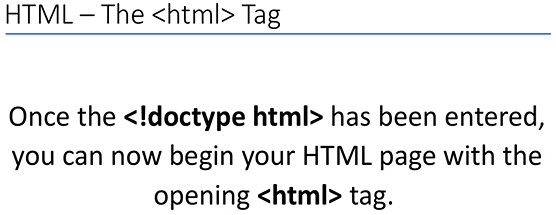 HTML – The <html> Tag
Once the <!doctype html> has been entered,
you can now begin your HTML page with the
opening <html> tag.